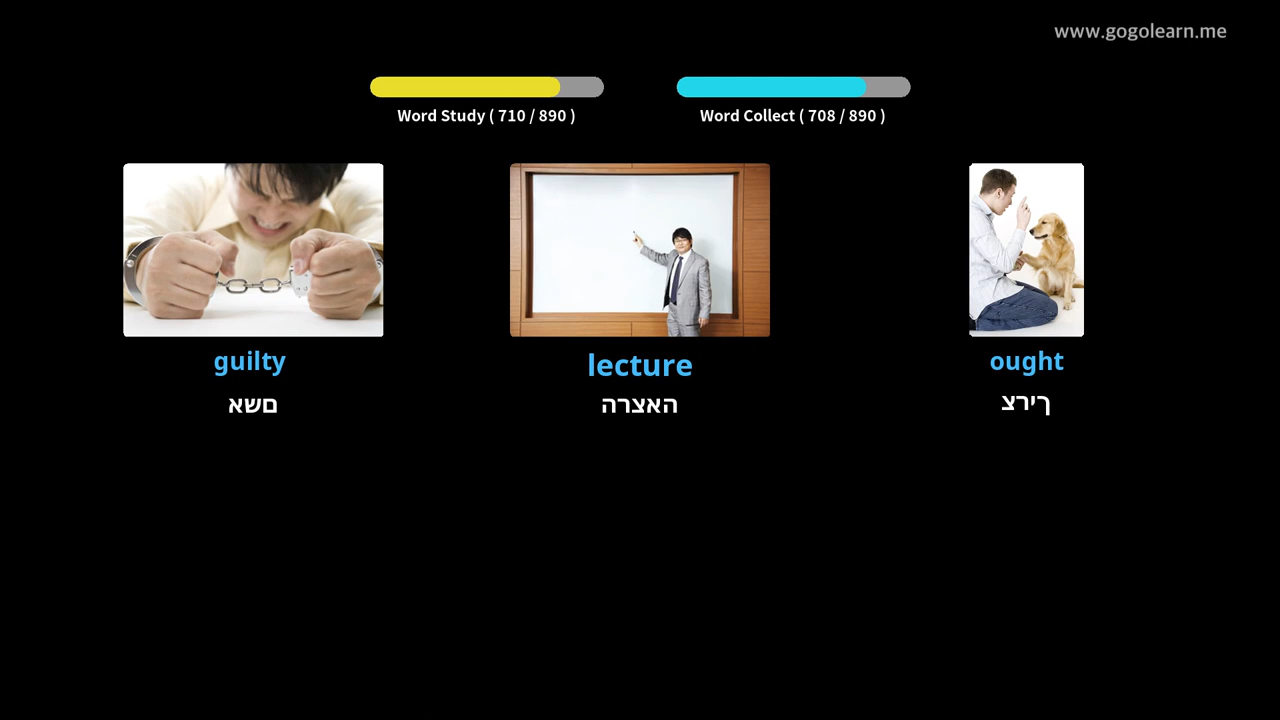 www.gogolearn.me
Word Study ( 710 / 890 )
Word Collect ( 708 / 890 )
guilty
אשם
lecture
הרצאה
ought
צריך